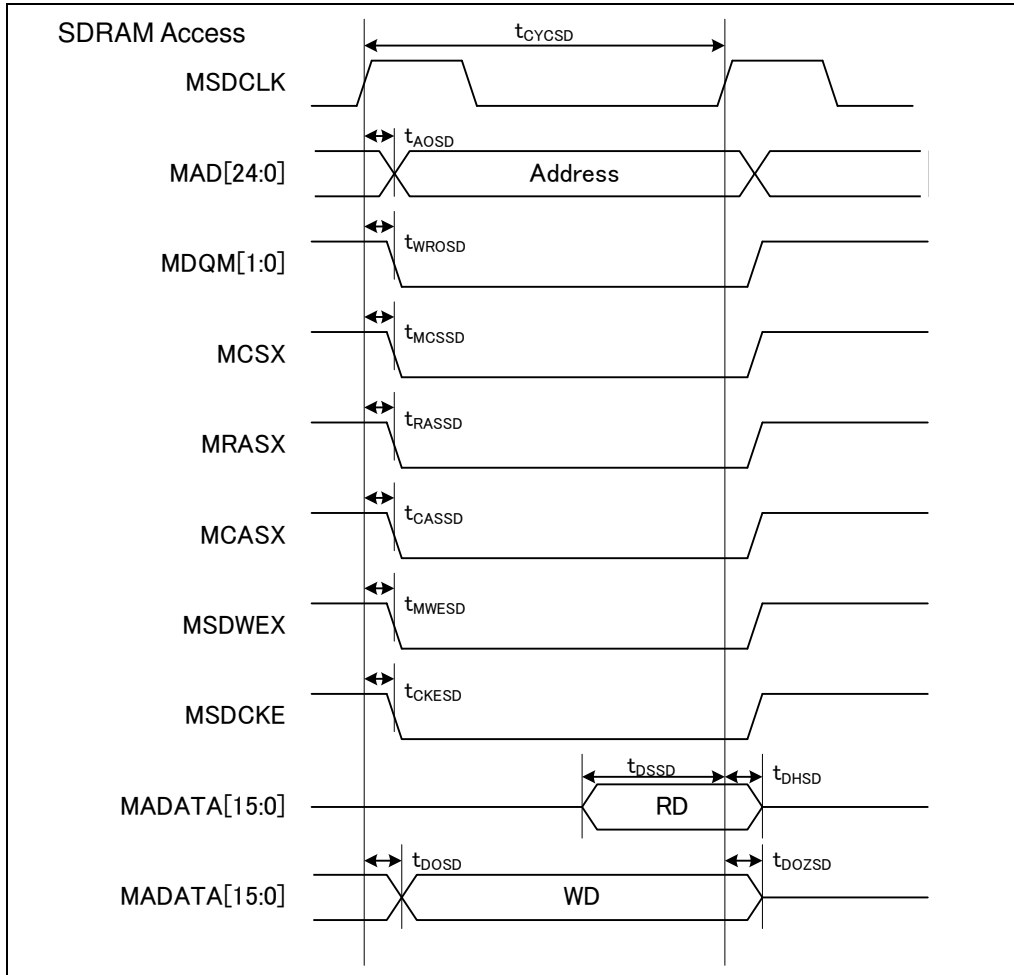 SDRAM Access
tCYCSD
MSDCLK
tAOSD
MAD[24:0]
Address
tWROSD
MDQM[1:0]
tMCSSD
MCSX
tRASSD
MRASX
tCASSD
MCASX
tMWESD
MSDWEX
tCKESD
MSDCKE
tDSSD
tDHSD
MADATA[15:0]
RD
tDOSD
tDOZSD
MADATA[15:0]
WD